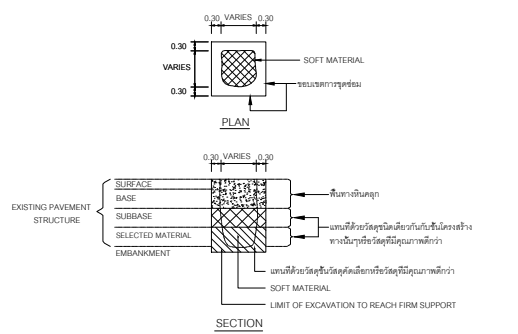 0.30 VARIES 0.30
0.30
VARIES
0.30
SOFT MATERIAL
ขอบเขตการขุดซ่อม
PLAN
0.30 VARIES 0.30
SURFACE
BASE
SUBBASE
SELECTED MATERIAL
EMBANKMENT
EXISTING PAVEMENT
STRUCTURE
พื้นทางหินคลุก
แทนที่ด้วยวัสดุชนิดเดียวกันกับชั้นโครงสร้าง
ทางนั้นๆหรือวัสดุที่มีคุณภาพดีกว่า
แทนที่ด้วยวัสดุชั้นวัสดุคัดเลือกหรือวัสดุที่มีคุณภาพดีกว่า
SOFT MATERIAL
LIMIT OF EXCAVATION TO REACH FIRM SUPPORT
SECTION